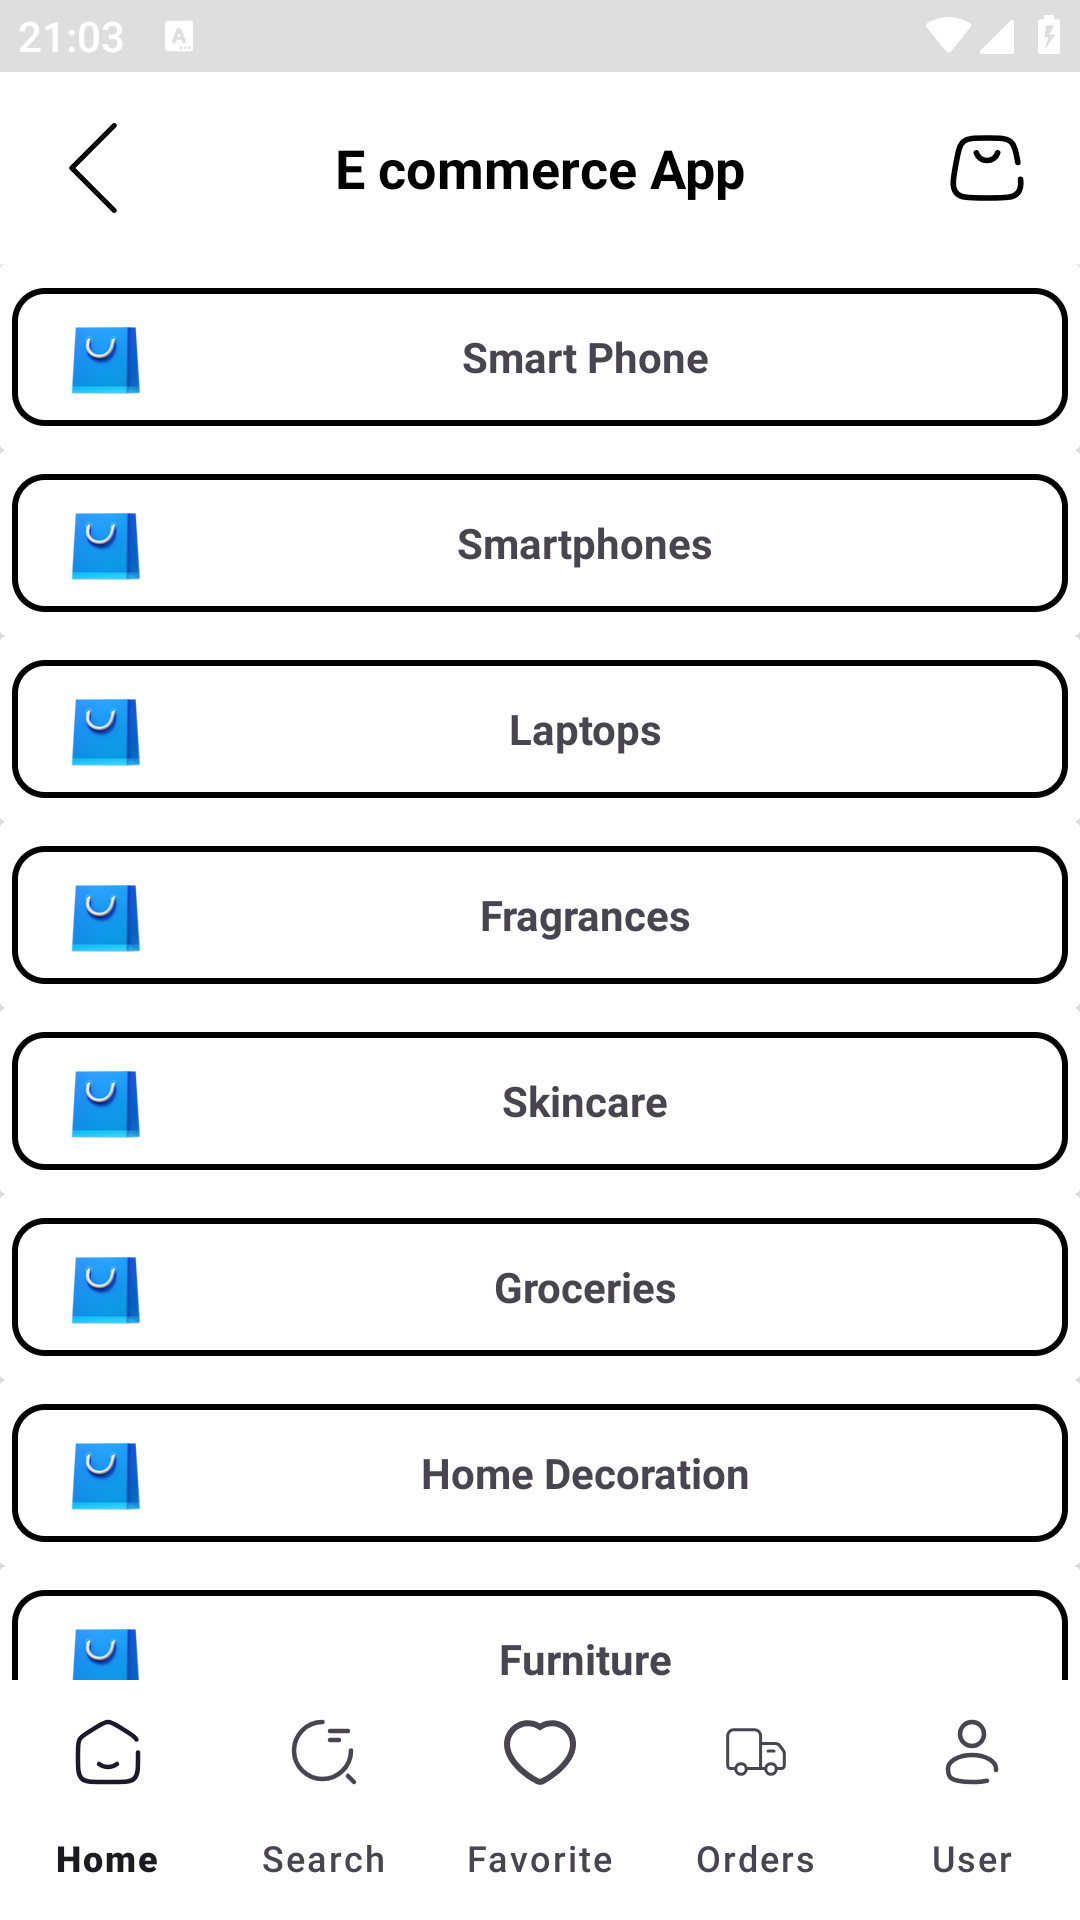 21:03
E commerce App
Smart Phone
Smartphones
Laptops
Fragrances
Skincare
Groceries
Home Decoration
Furniture
Home Search Favorite Orders User